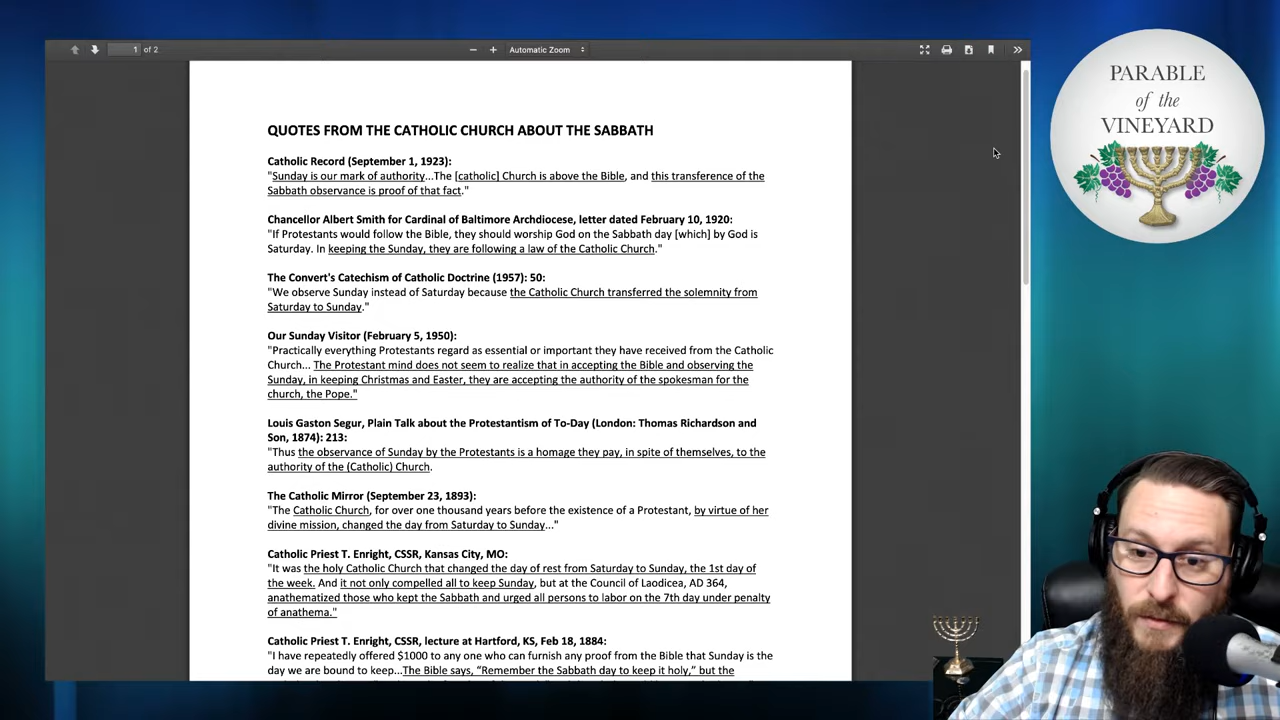 1 of 2
Automatic Zoom
PARABLE
of the
VINEYARD
QUOTES FROM THE CATHOLIC CHURCH ABOUT THE SABBATH
Catholic Record (September 1, 1923):
"Sunday is our mark of authority...The [catholic] Church is above the Bible, and this transference of the
Sabbath observance is proof of that fact."
Chancellor Albert Smith for Cardinal of Baltimore Archdiocese, letter dated February 10, 1920:
"If Protestants would follow the Bible, they should worship God on the Sabbath day [which] by God is
Saturday. In keeping the Sunday, they are following a law of the Catholic Church."
The Convert's Catechism of Catholic Doctrine (1957): 50:
"We observe Sunday instead of Saturday because the Catholic Church transferred the solemnity from
Saturday to Sunday."
Our Sunday Visitor (February 5, 1950):
"Practically everything Protestants regard as essential or important they have received from the Catholic
Church... The Protestant mind does not seem to realize that in accepting the Bible and observing the
Sunday, in keeping Christmas and Easter, they are accepting the authority of the spokesman for the
church, the Pope."
Louis Gaston Segur, Plain Talk about the Protestantism of To-Day (London: Thomas Richardson and
Son, 1874): 213:
"Thus the observance of Sunday by the Protestants is a homage they pay, in spite of themselves, to the
authority of the (Catholic) Church.
The Catholic Mirror (September 23, 1893):
"The Catholic Church, for over one thousand years before the existence of a Protestant, by virtue of her
divine mission, changed the day from Saturday to Sunday..."
Catholic Priest T. Enright, CSSR, Kansas City, MO:
"It was the holy Catholic Church that changed the day of rest from Saturday to Sunday, the 1st day of
the week. And it not only compelled all to keep Sunday, but at the Council of Laodicea, AD 364,
anathematized those who kept the Sabbath and urged all persons to labor on the 7th day under penalty
of anathema."
Catholic Priest T. Enright, CSSR, lecture at Hartford, KS, Feb 18, 1884:
"I have repeatedly offered $1000 to any one who can furnish any proof from the Bible that Sunday is the
day we are bound to keep...The Bible says, “Remember the Sabbath day to keep it holy,” but the